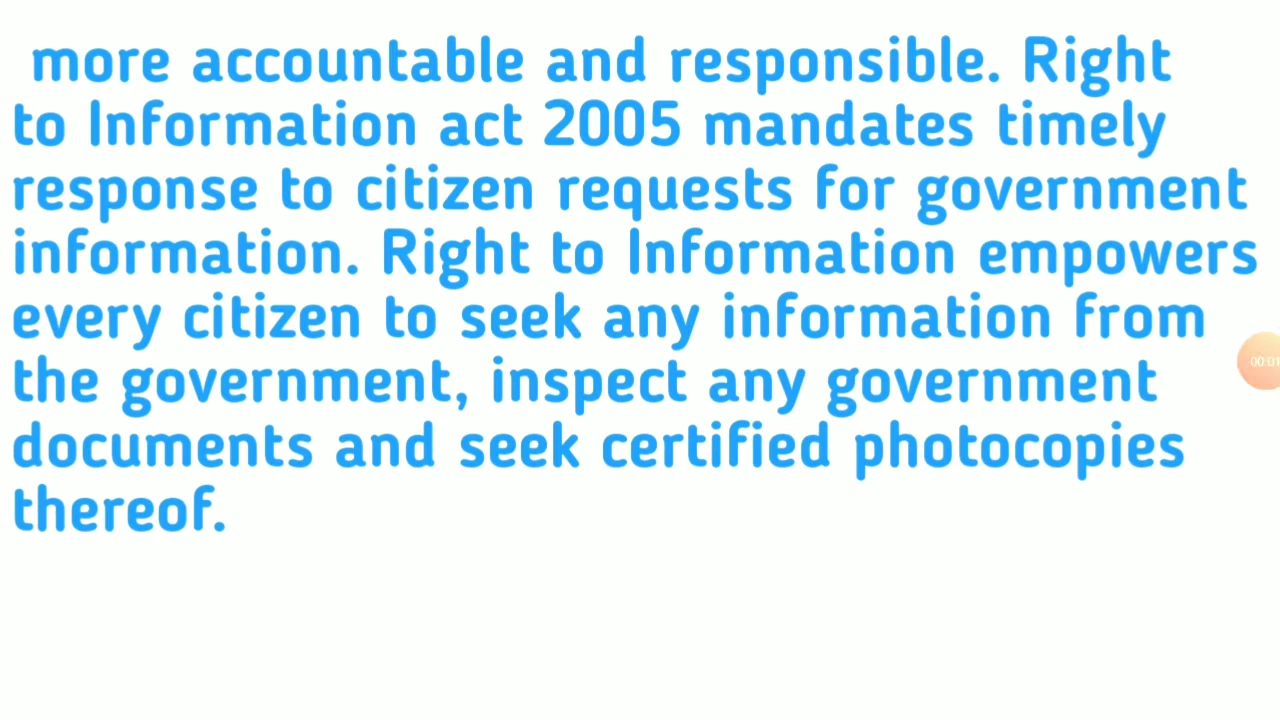 more accountable and responsible. Right
to Information act 2005 mandates timely
response to citizen requests for government
information. Right to Information empowers
every citizen to seek any information from
the government, inspect any government
documents and seek certified photocopies
thereof.
00:01